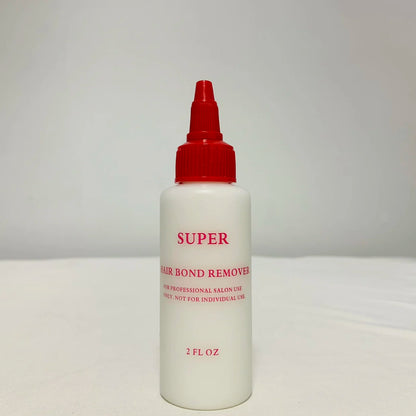 SUPER
HAIR BOND REMOVER
FOR PROFESSIONAL SALON USE
ONLY. NOT FOR INDIVIDUAL USE
2 FL OZ